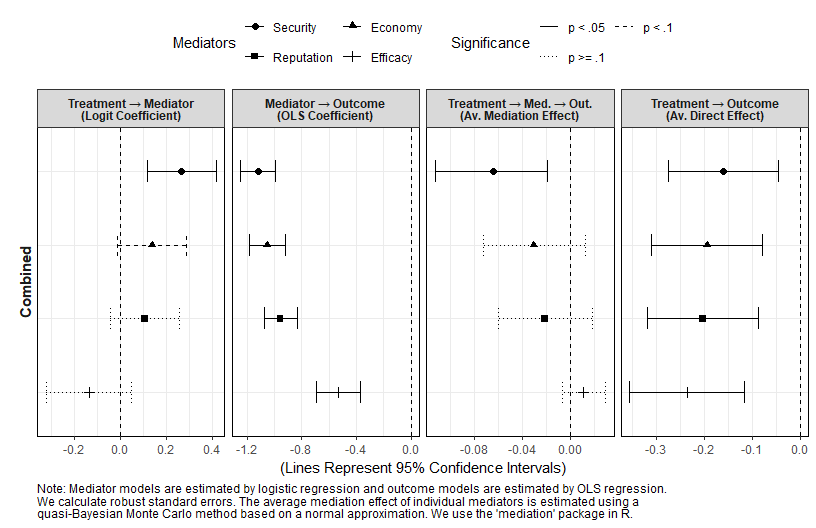 Mediators
Security
Economy
Reputation
Efficacy
Significance
p < .05
p < .1
p >= .1
Treatment → Mediator
(Logit Coefficient)
Mediator → Outcome
(OLS Coefficient)
Treatment → Med. → Out.
(Av. Mediation Effect)
Treatment → Outcome
(Av. Direct Effect)
Combined
-0.2 0.0 0.2 0.4
-1.2 -0.8 -0.4 0.0
-0.08 -0.04 0.00
-0.3 -0.2 -0.1 0.0
(Lines Represent 95% Confidence Intervals)
Note: Mediator models are estimated by logistic regression and outcome models are estimated by OLS regression.
We calculate robust standard errors. The average mediation effect of individual mediators is estimated using a
quasi-Bayesian Monte Carlo method based on a normal approximation. We use the 'mediation' package in R.